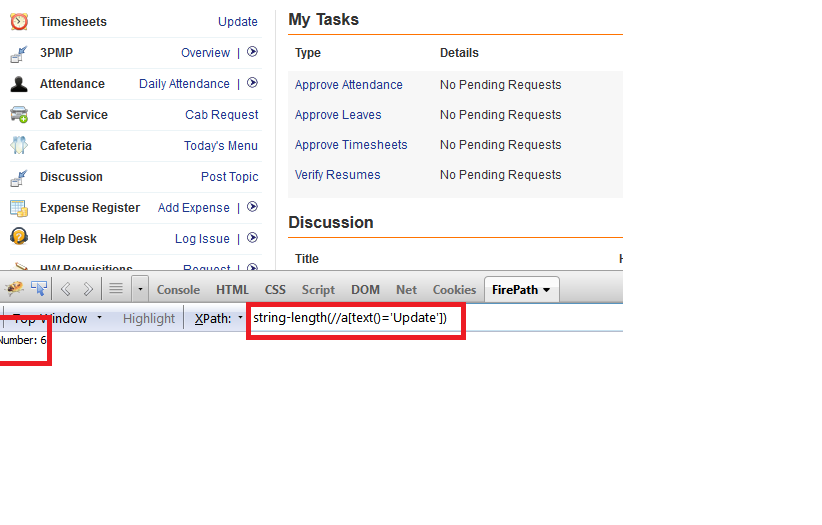 Timesheets Update
3PMP Overview |
Attendance Daily Attendance |
Cab Service Cab Request
Cafeteria Today's Menu
Discussion Post Topic
Expense Register Add Expense |
Help Desk Log Issue |
HW Requisitions Request |
My Tasks
Type Details
Approve Attendance No Pending Requests
Approve Leaves No Pending Requests
Approve Timesheets No Pending Requests
Verify Resumes No Pending Requests
Discussion
Title H
Console HTML CSS Script DOM Net Cookies FirePath
Top Window Highlight XPath: string-length(//a[text()='Update'])
Number: 6